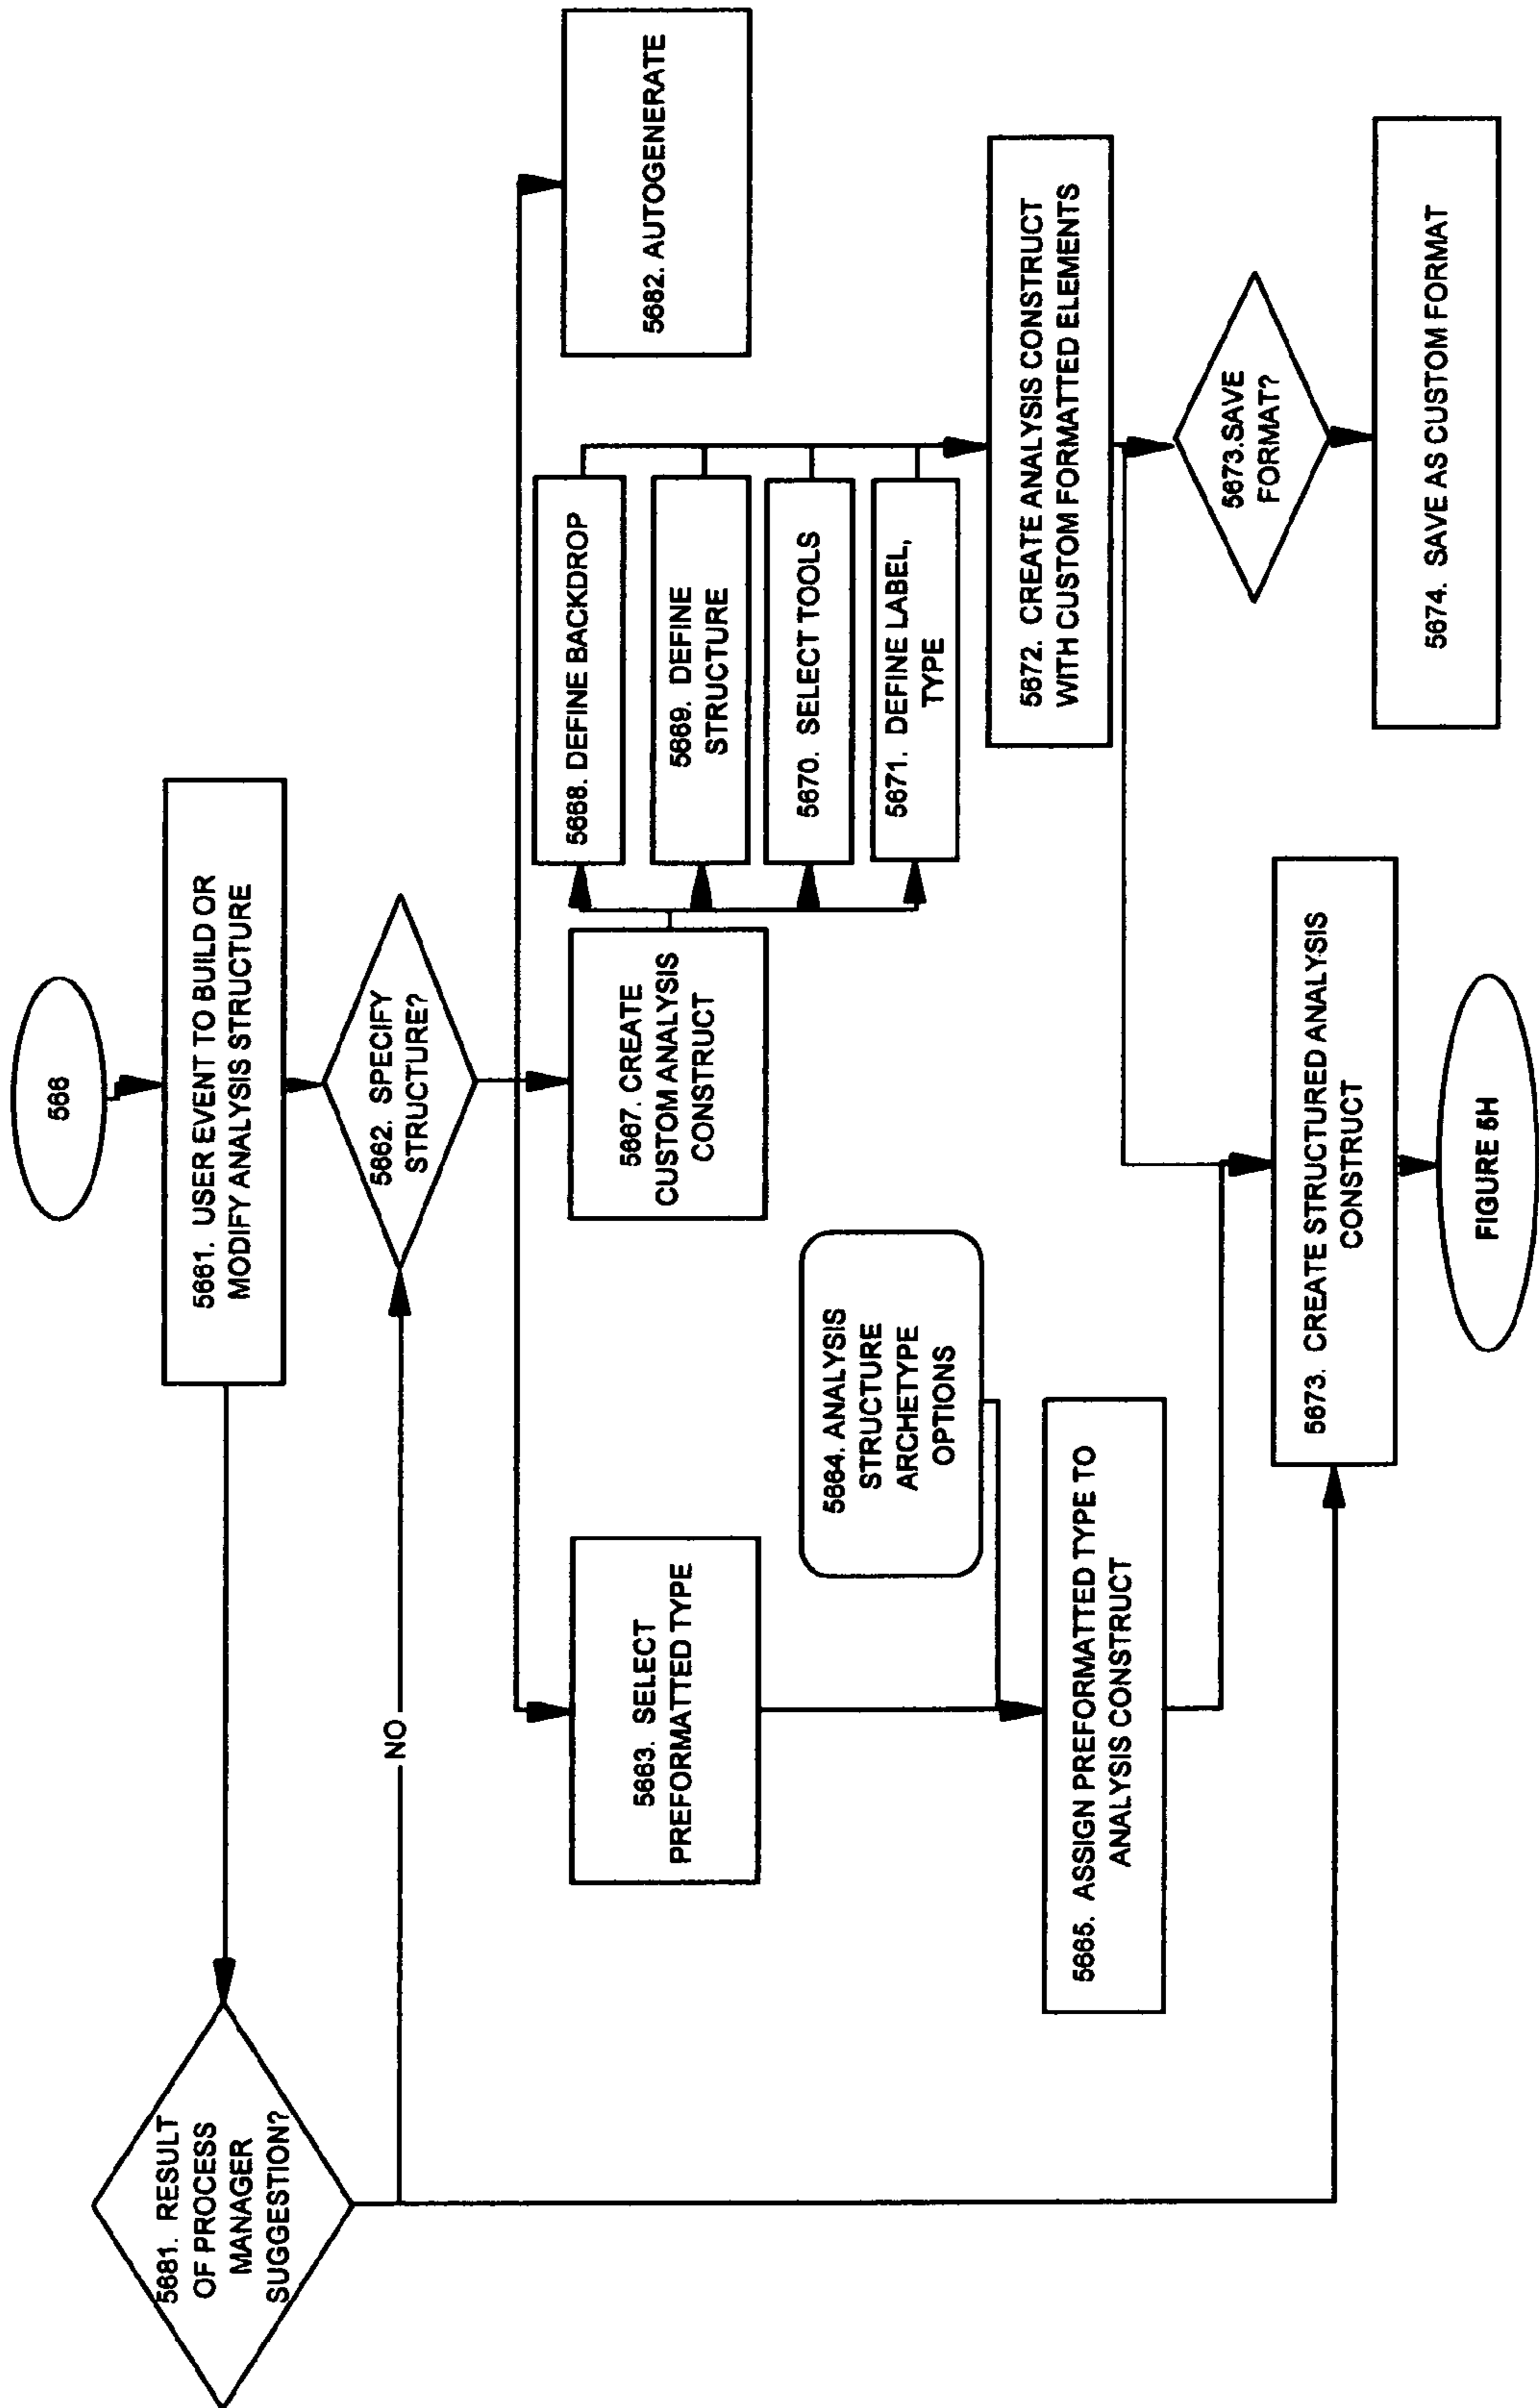 566
5661. USER EVENT TO BUILD OR
MODIFY ANALYSIS STRUCTURE
5681. RESULT
OF PROCESS
MANAGER
SUGGESTION?
5662. SPECIFY
STRUCTURE?
NO
5663. SELECT
PREFORMATTED TYPE
5667. CREATE
CUSTOM ANALYSIS
CONSTRUCT
5668. DEFINE BACKDROP
5669. DEFINE
STRUCTURE
5670. SELECT TOOLS
5671. DEFINE LABEL,
TYPE
5682. AUTOGENERATE
5664. ANALYSIS
STRUCTURE
ARCHETYPE
OPTIONS
5665. ASSIGN PREFORMATTED TYPE TO
ANALYSIS CONSTRUCT
5672. CREATE ANALYSIS CONSTRUCT
WITH CUSTOM FORMATTED ELEMENTS
5673.SAVE
FORMAT?
5673. CREATE STRUCTURED ANALYSIS
CONSTRUCT
5674. SAVE AS CUSTOM FORMAT
FIGURE 5H